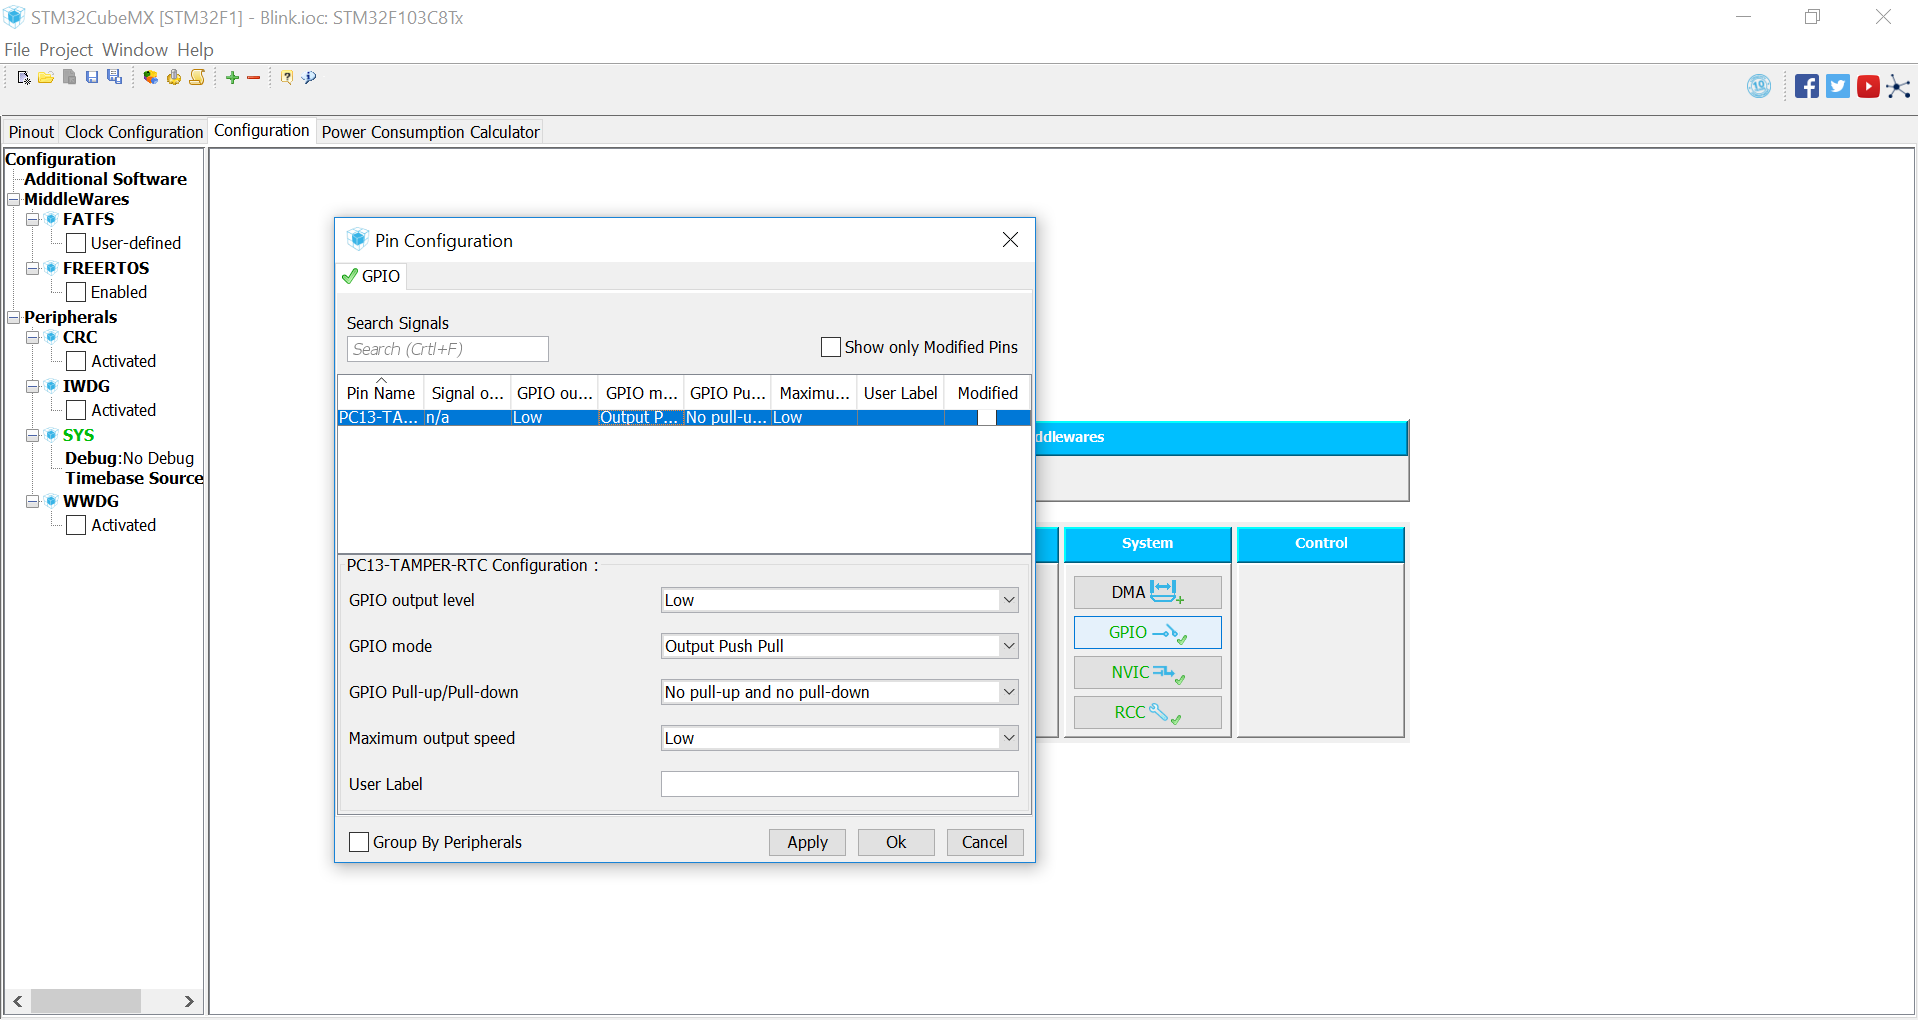 STM32CubeMX [STM32F1] - Blink.ioc: STM32F103C8Tx
File Project Window Help
Pinout Clock Configuration Configuration Power Consumption Calculator
Configuration
Additional Software
MiddleWares
FATFS
User-defined
FREERTOS
Enabled
Peripherals
CRC
Activated
IWDG
Activated
SYS
Debug:No Debug
Timebase Source
WWDG
Activated
Pin Configuration
GPIO
Search Signals
Search (Crtl+F)
Show only Modified Pins
Pin Name Signal o... GPIO ou... GPIO m... GPIO Pu... Maximu... User Label Modified
PC13-TA... n/a Low Output P... No pull-u... Low
PC13-TAMPER-RTC Configuration :
GPIO output level Low
GPIO mode Output Push Pull
GPIO Pull-up/Pull-down No pull-up and no pull-down
Maximum output speed Low
User Label
Group By Peripherals Apply Ok Cancel
ddlewares
System Control
DMA
GPIO
NVIC
RCC